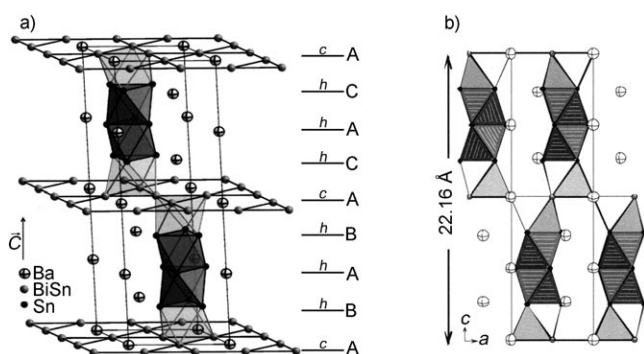 a)
c A
h C
h A
h C
c A
h B
h A
h B
c A
C
Ba
BiSn
Sn
b)
22.16 Å
c
a